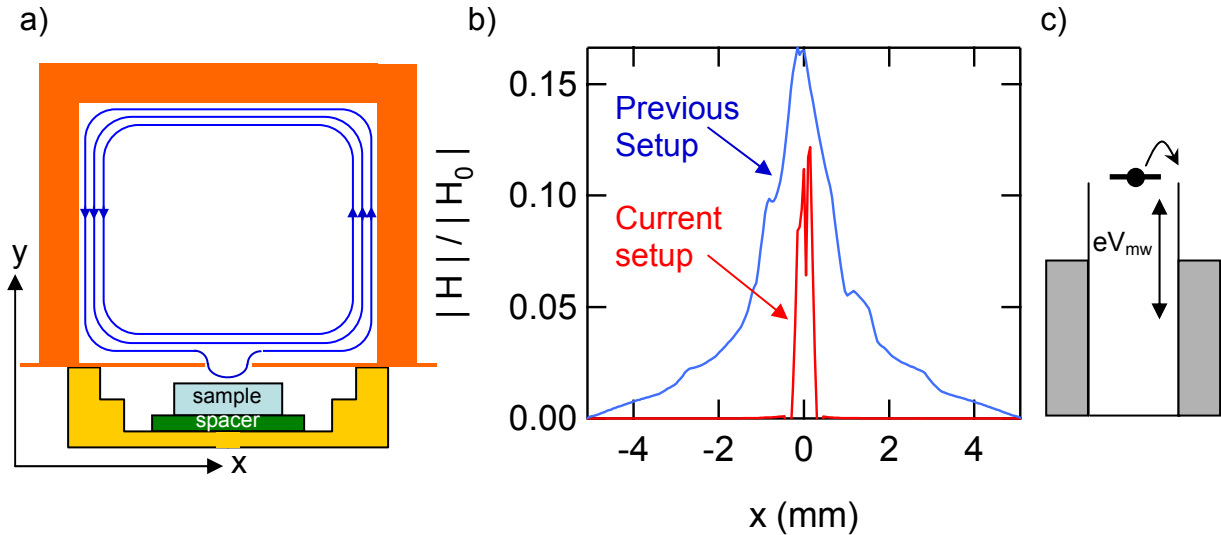 a)
y
x
sample
spacer
b)
| H | / | H0 |
0.15
0.10
0.05
0.00
Previous
Setup
Current
setup
-4
-2
0
2
4
x (mm)
c)
eVmw